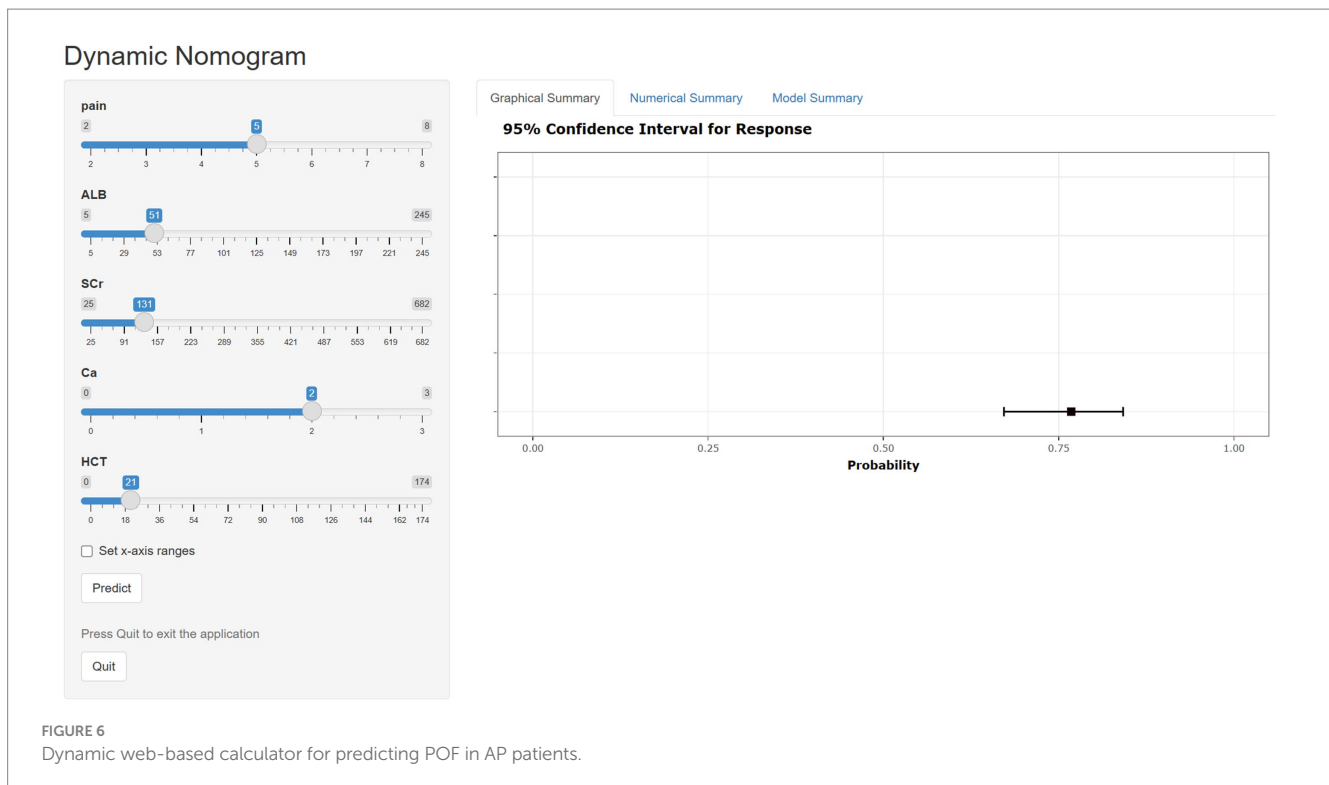 Dynamic Nomogram
pain
2 5 8
2 3 4 5 6 7 8
ALB
5 51 245
5 29 53 77 101 125 149 173 197 221 245
SCr
25 131 682
25 91 157 223 289 355 421 487 553 619 682
Ca
0 2 3
0 1 2 3
HCT
0 21 174
0 18 36 54 72 90 108 126 144 162 174
Set x-axis ranges
Predict
Press Quit to exit the application
Quit
Graphical Summary Numerical Summary Model Summary
95% Confidence Interval for Response
0.00 0.25 0.50 0.75 1.00
Probability
FIGURE 6
Dynamic web-based calculator for predicting POF in AP patients.